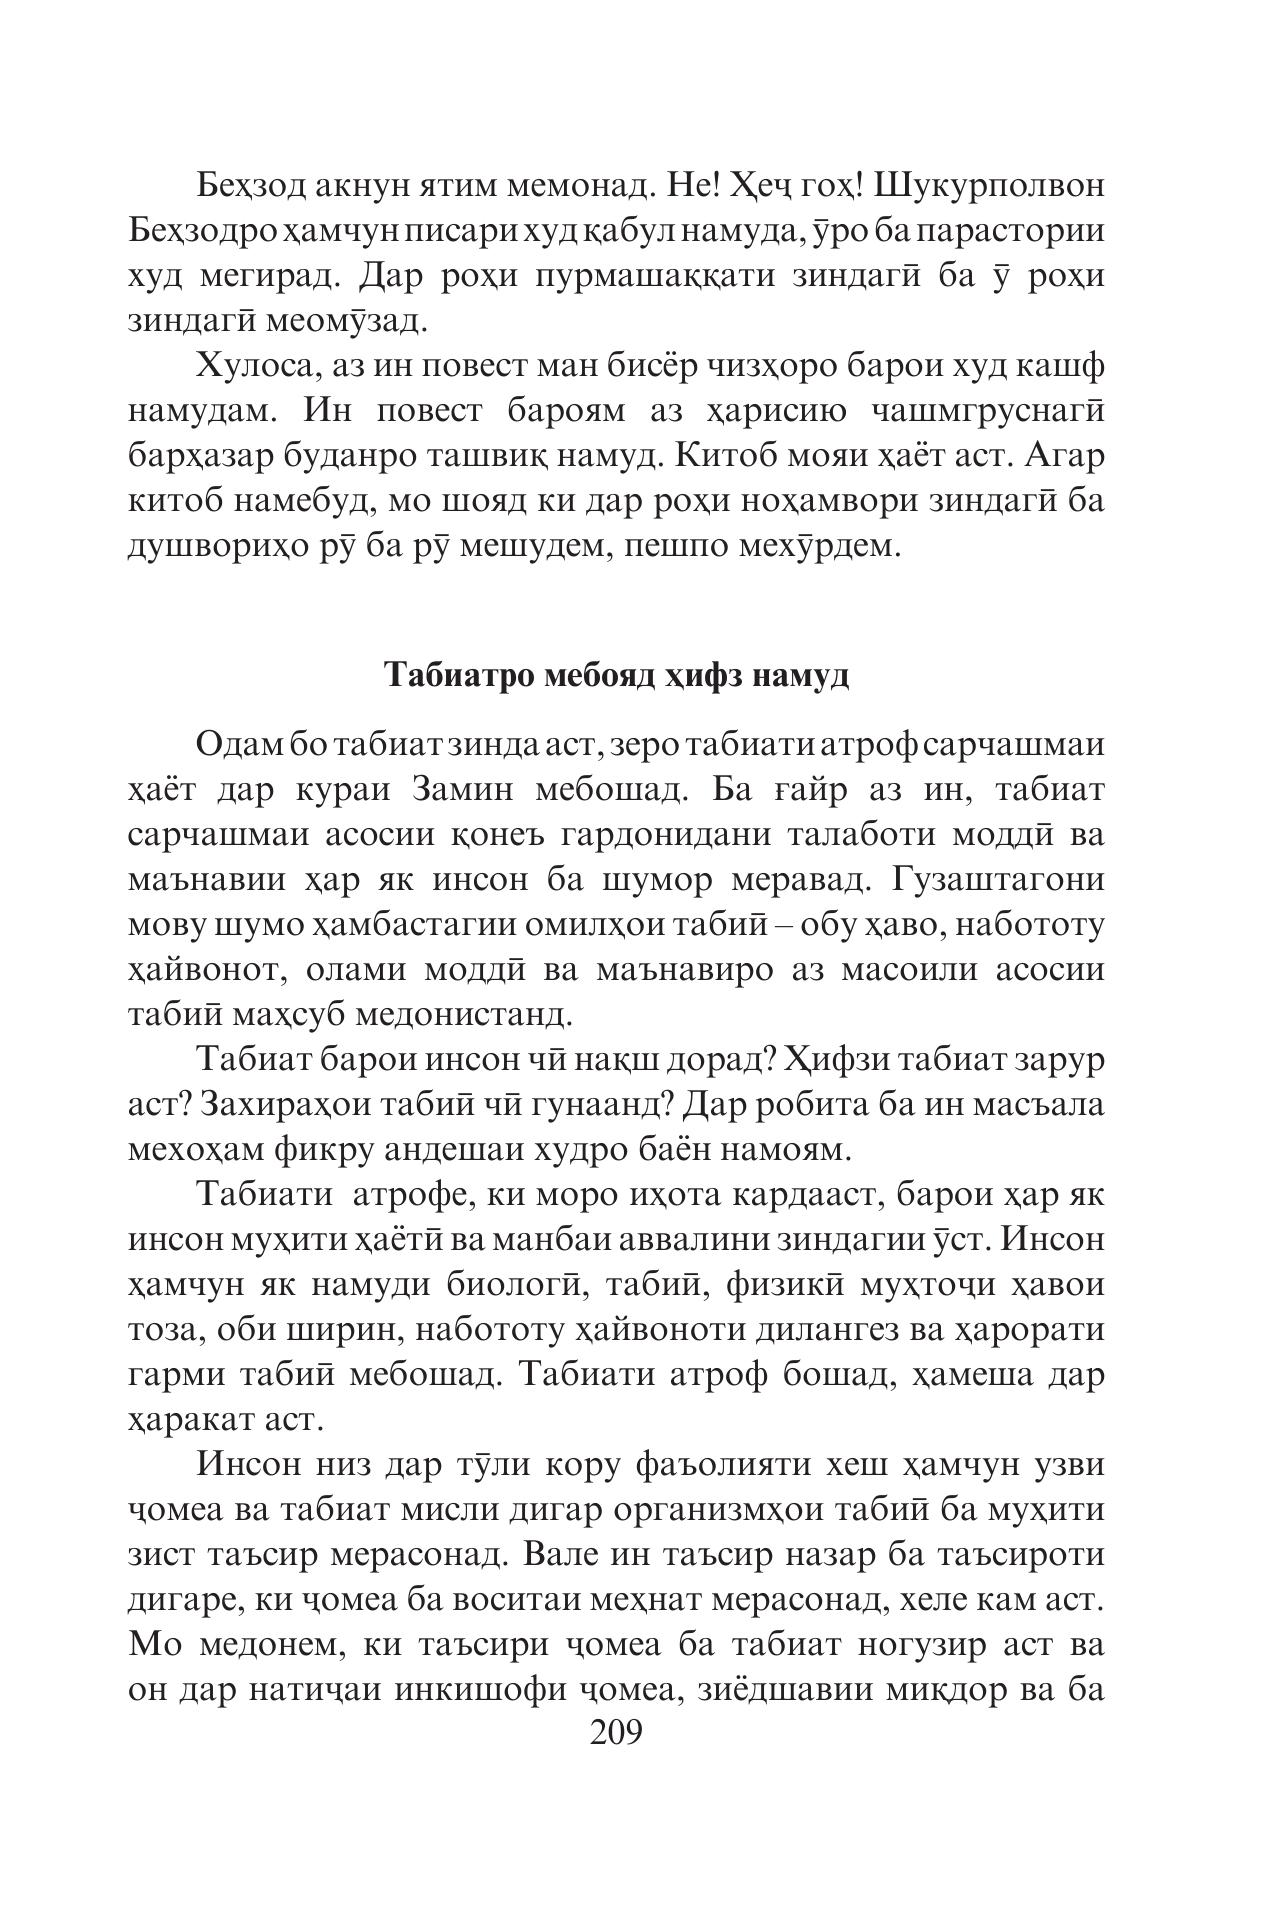 Беҳзод акнун ятим мемонад. Не! Ҳеҷ гоҳ! Шукурполвон
Беҳзодро ҳамчун писари худ қабул намуда, ӯро ба парастории
худ мегирад. Дар роҳи пурмашаққати зиндагӣ ба ӯ роҳи
зиндагӣ меомӯзад.
Хулоса, аз ин повест ман бисёр чизҳоро барои худ кашф
намудам. Ин повест бароям аз ҳарисию чашмгруснагӣ
барҳазар буданро ташвиқ намуд. Китоб мояи ҳаёт аст. Агар
китоб намебуд, мо шояд ки дар роҳи ноҳамвори зиндагӣ ба
душвориҳо рӯ ба рӯ мешудем, пешпо мехӯрдем.
Табиатро мебояд ҳифз намуд
Одам бо табиат зинда аст, зеро табиати атроф сарчашмаи
ҳаёт дар кураи Замин мебошад. Ба ғайр аз ин, табиат
сарчашмаи асосии қонеъ гардонидани талаботи моддӣ ва
маънавии ҳар як инсон ба шумор меравад. Гузаштагони
мову шумо ҳамбастагии омилҳои табиӣ – обу ҳаво, набототу
ҳайвонот, олами моддӣ ва маънавиро аз масоили асосии
табиӣ маҳсуб медонистанд.
Табиат барои инсон чӣ нақш дорад? Ҳифзи табиат зарур
аст? Захираҳои табиӣ чӣ гунаанд? Дар робита ба ин масъала
мехоҳам фикру андешаи худро баён намоям.
Табиати атрофе, ки моро иҳота кардааст, барои ҳар як
инсон муҳити ҳаётӣ ва манбаи аввалини зиндагии ӯст. Инсон
ҳамчун як намуди биологӣ, табиӣ, физикӣ муҳтоҷи ҳавои
тоза, оби ширин, набототу ҳайвоноти дилангез ва ҳарорати
гарми табиӣ мебошад. Табиати атроф бошад, ҳамеша дар
ҳаракат аст.
Инсон низ дар тӯли кору фаъолияти хеш ҳамчун узви
ҷомеа ва табиат мисли дигар организмҳои табиӣ ба муҳити
зист таъсир мерасонад. Вале ин таъсир назар ба таъсироти
дигаре, ки ҷомеа ба воситаи меҳнат мерасонад, хеле кам аст.
Мо медонем, ки таъсири ҷомеа ба табиат ногузир аст ва
он дар натиҷаи инкишофи ҷомеа, зиёдшавии миқдор ва ба
209